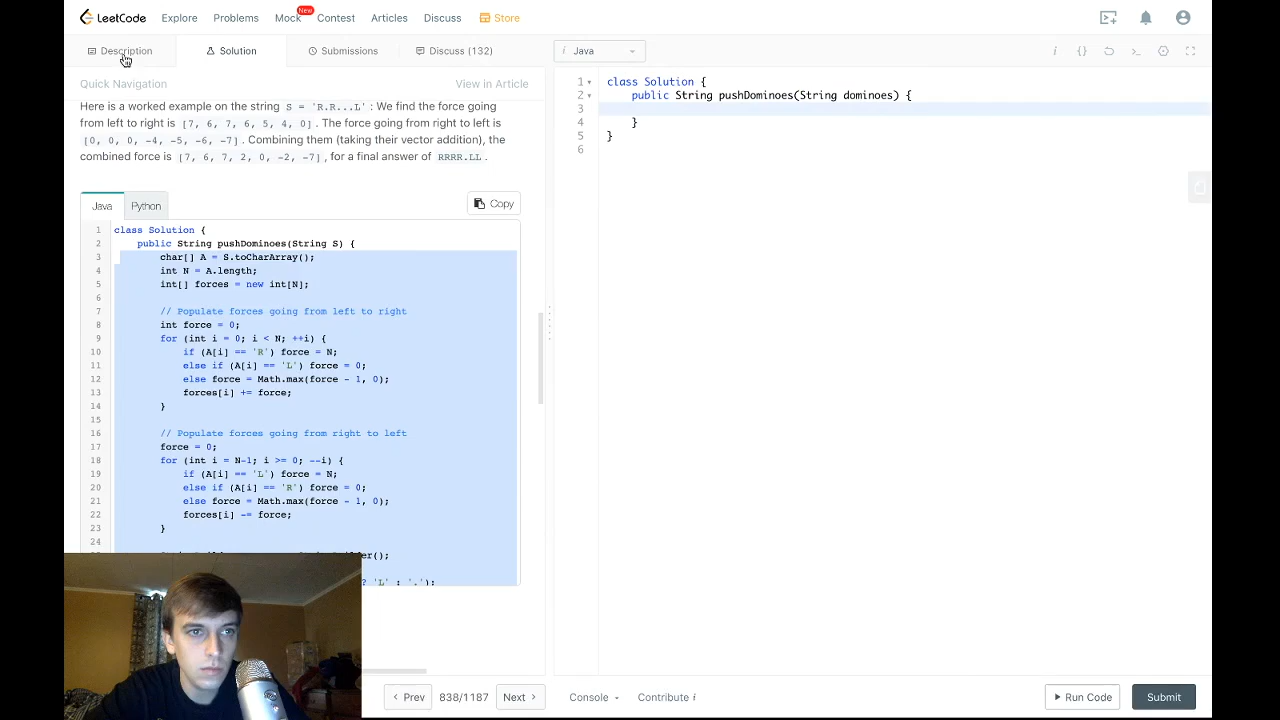 LeetCode
Explore
Problems
Mock
New
Contest
Articles
Discuss
Store
Description
Solution
Submissions
Discuss (132)
i
Java
i
{}
Quick Navigation
View in Article
Here is a worked example on the string S = 'R.R...L' : We find the force going
from left to right is [7, 6, 7, 6, 5, 4, 0] . The force going from right to left is
[0, 0, 0, -4, -5, -6, -7] . Combining them (taking their vector addition), the
combined force is [7, 6, 7, 2, 0, -2, -7] , for a final answer of RRRR.LL .
Java
Python
Copy
1 class Solution {
2 public String pushDominoes(String S) {
3 char[] A = S.toCharArray();
4 int N = A.length;
5 int[] forces = new int[N];
6
7 // Populate forces going from left to right
8 int force = 0;
9 for (int i = 0; i < N; ++i) {
10 if (A[i] == 'R') force = N;
11 else if (A[i] == 'L') force = 0;
12 else force = Math.max(force - 1, 0);
13 forces[i] += force;
14 }
15
16 // Populate forces going from right to left
17 force = 0;
18 for (int i = N-1; i >= 0; --i) {
19 if (A[i] == 'L') force = N;
20 else if (A[i] == 'R') force = 0;
21 else force = Math.max(force - 1, 0);
22 forces[i] -= force;
23 }
24
? 'L' : '.');
1 class Solution {
2 public String pushDominoes(String dominoes) {
3
4 }
5 }
6
Prev
838/1187
Next
Console
Contribute i
Run Code
Submit